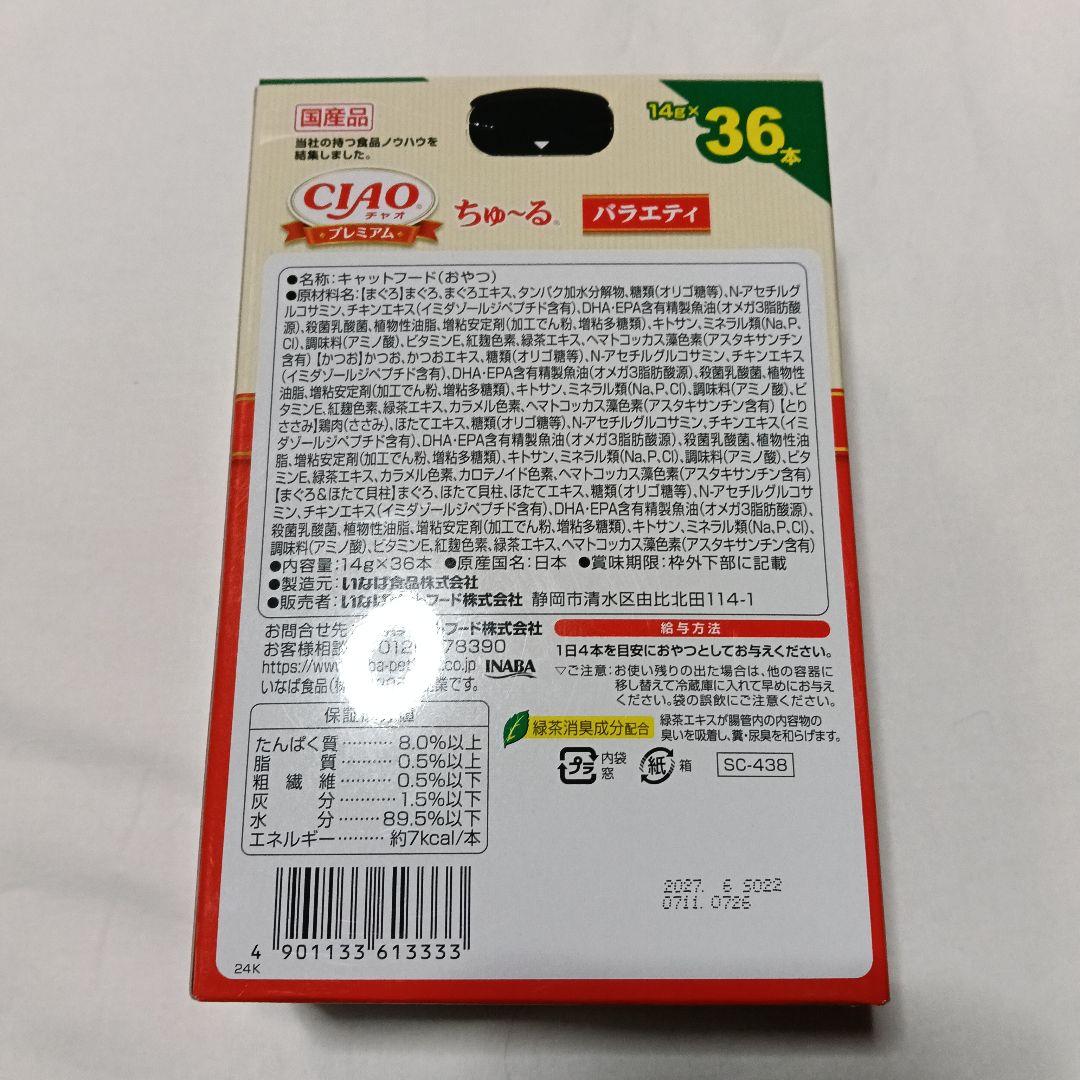 国産品
当社の持つ食品ノウハウを
結集しました。
14g×36本
CIAO®
チャオ
プレミアム
ちゅ〜る®
バラエティ
●名称:キャットフード(おやつ)
●原材料名:【まぐろ】まぐろ、まぐろエキス、タンパク加水分解物、糖類(オリゴ糖等)、N-アセチルグ
ルコサミン、チキンエキス(イミダゾールジペプチド含有)、DHA・EPA含有精製魚油(オメガ3脂肪酸
源)、殺菌乳酸菌、植物性油脂、増粘安定剤(加工でん粉、増粘多糖類)、キトサン、ミネラル類(Na、P、
Cl)、調味料(アミノ酸)、ビタミンE、紅麹色素、緑茶エキス、ヘマトコッカス藻色素(アスタキサンチン
含有) 【かつお】かつお、かつおエキス、糖類(オリゴ糖等)、N-アセチルグルコサミン、チキンエキス
(イミダゾールジペプチド含有)、DHA・EPA含有精製魚油(オメガ3脂肪酸源)、殺菌乳酸菌、植物性
油脂、増粘安定剤(加工でん粉、増粘多糖類)、キトサン、ミネラル類(Na、P、Cl)、調味料(アミノ酸)、ビ
タミンE、紅麹色素、緑茶エキス、カラメル色素、ヘマトコッカス藻色素(アスタキサンチン含有) 【とり
ささみ】鶏肉(ささみ)、ほたてエキス、糖類(オリゴ糖等)、N-アセチルグルコサミン、チキンエキス(イミ
ダゾールジペプチド含有)、DHA・EPA含有精製魚油(オメガ3脂肪酸源)、殺菌乳酸菌、植物性油
脂、増粘安定剤(加工でん粉、増粘多糖類)、キトサン、ミネラル類(Na、P、Cl)、調味料(アミノ酸)、ビタ
ミンE、緑茶エキス、カラメル色素、カロテノイド色素、ヘマトコッカス藻色素(アスタキサンチン含有)
【まぐろ&ほたて貝柱】まぐろ、ほたて貝柱、ほたてエキス、糖類(オリゴ糖等)、N-アセチルグルコサ
ミン、チキンエキス(イミダゾールジペプチド含有)、DHA・EPA含有精製魚油(オメガ3脂肪酸源)、
殺菌乳酸菌、植物性油脂、増粘安定剤(加工でん粉、増粘多糖類)、キトサン、ミネラル類(Na、P、Cl)、
調味料(アミノ酸)、ビタミンE、紅麹色素、緑茶エキス、ヘマトコッカス藻色素(アスタキサンチン含有)
●内容量:14g×36本 ●原産国名:日本 ●賞味期限:枠外下部に記載
●製造元:いなば食品株式会社
●販売者:いなばペットフード株式会社 静岡市清水区由比北田114-1
お問合せ先 フード株式会社
お客様相談 012 78390
https://www. ba-pet .co.jp INABA
いなば食品(株 業です。
保証 値
たんぱく質 ……… 8.0%以上
脂質 ……… 0.5%以上
粗繊維 ……… 0.5%以下
灰分 ……… 1.5%以下
水分 ……… 89.5%以下
エネルギー ……… 約7kcal/本
給与方法
1日4本を目安におやつとしてお与えください。
▽ご注意:お使い残りの出た場合は、他の容器に
移し替えて冷蔵庫に入れて早めにお与え
ください。袋の誤飲にご注意ください。
緑茶消臭成分配合
緑茶エキスが腸管内の内容物の
臭いを吸着し、糞・尿臭を和らげます。
プラ 内袋
窓
紙 箱
SC-438
2027. 6 S022
0711. 0726
4 901133 613333
24K